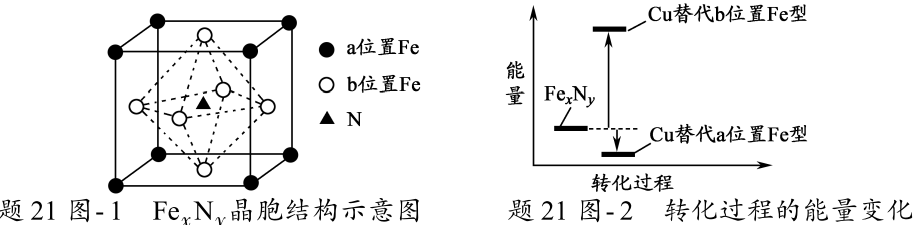 a位置Fe
b位置Fe
N
题21 图-1 FeₓNᵧ晶胞结构示意图
Cu替代b位置Fe型
能量
FeₓNᵧ
Cu替代a位置Fe型
转化过程
题21 图-2 转化过程的能量变化